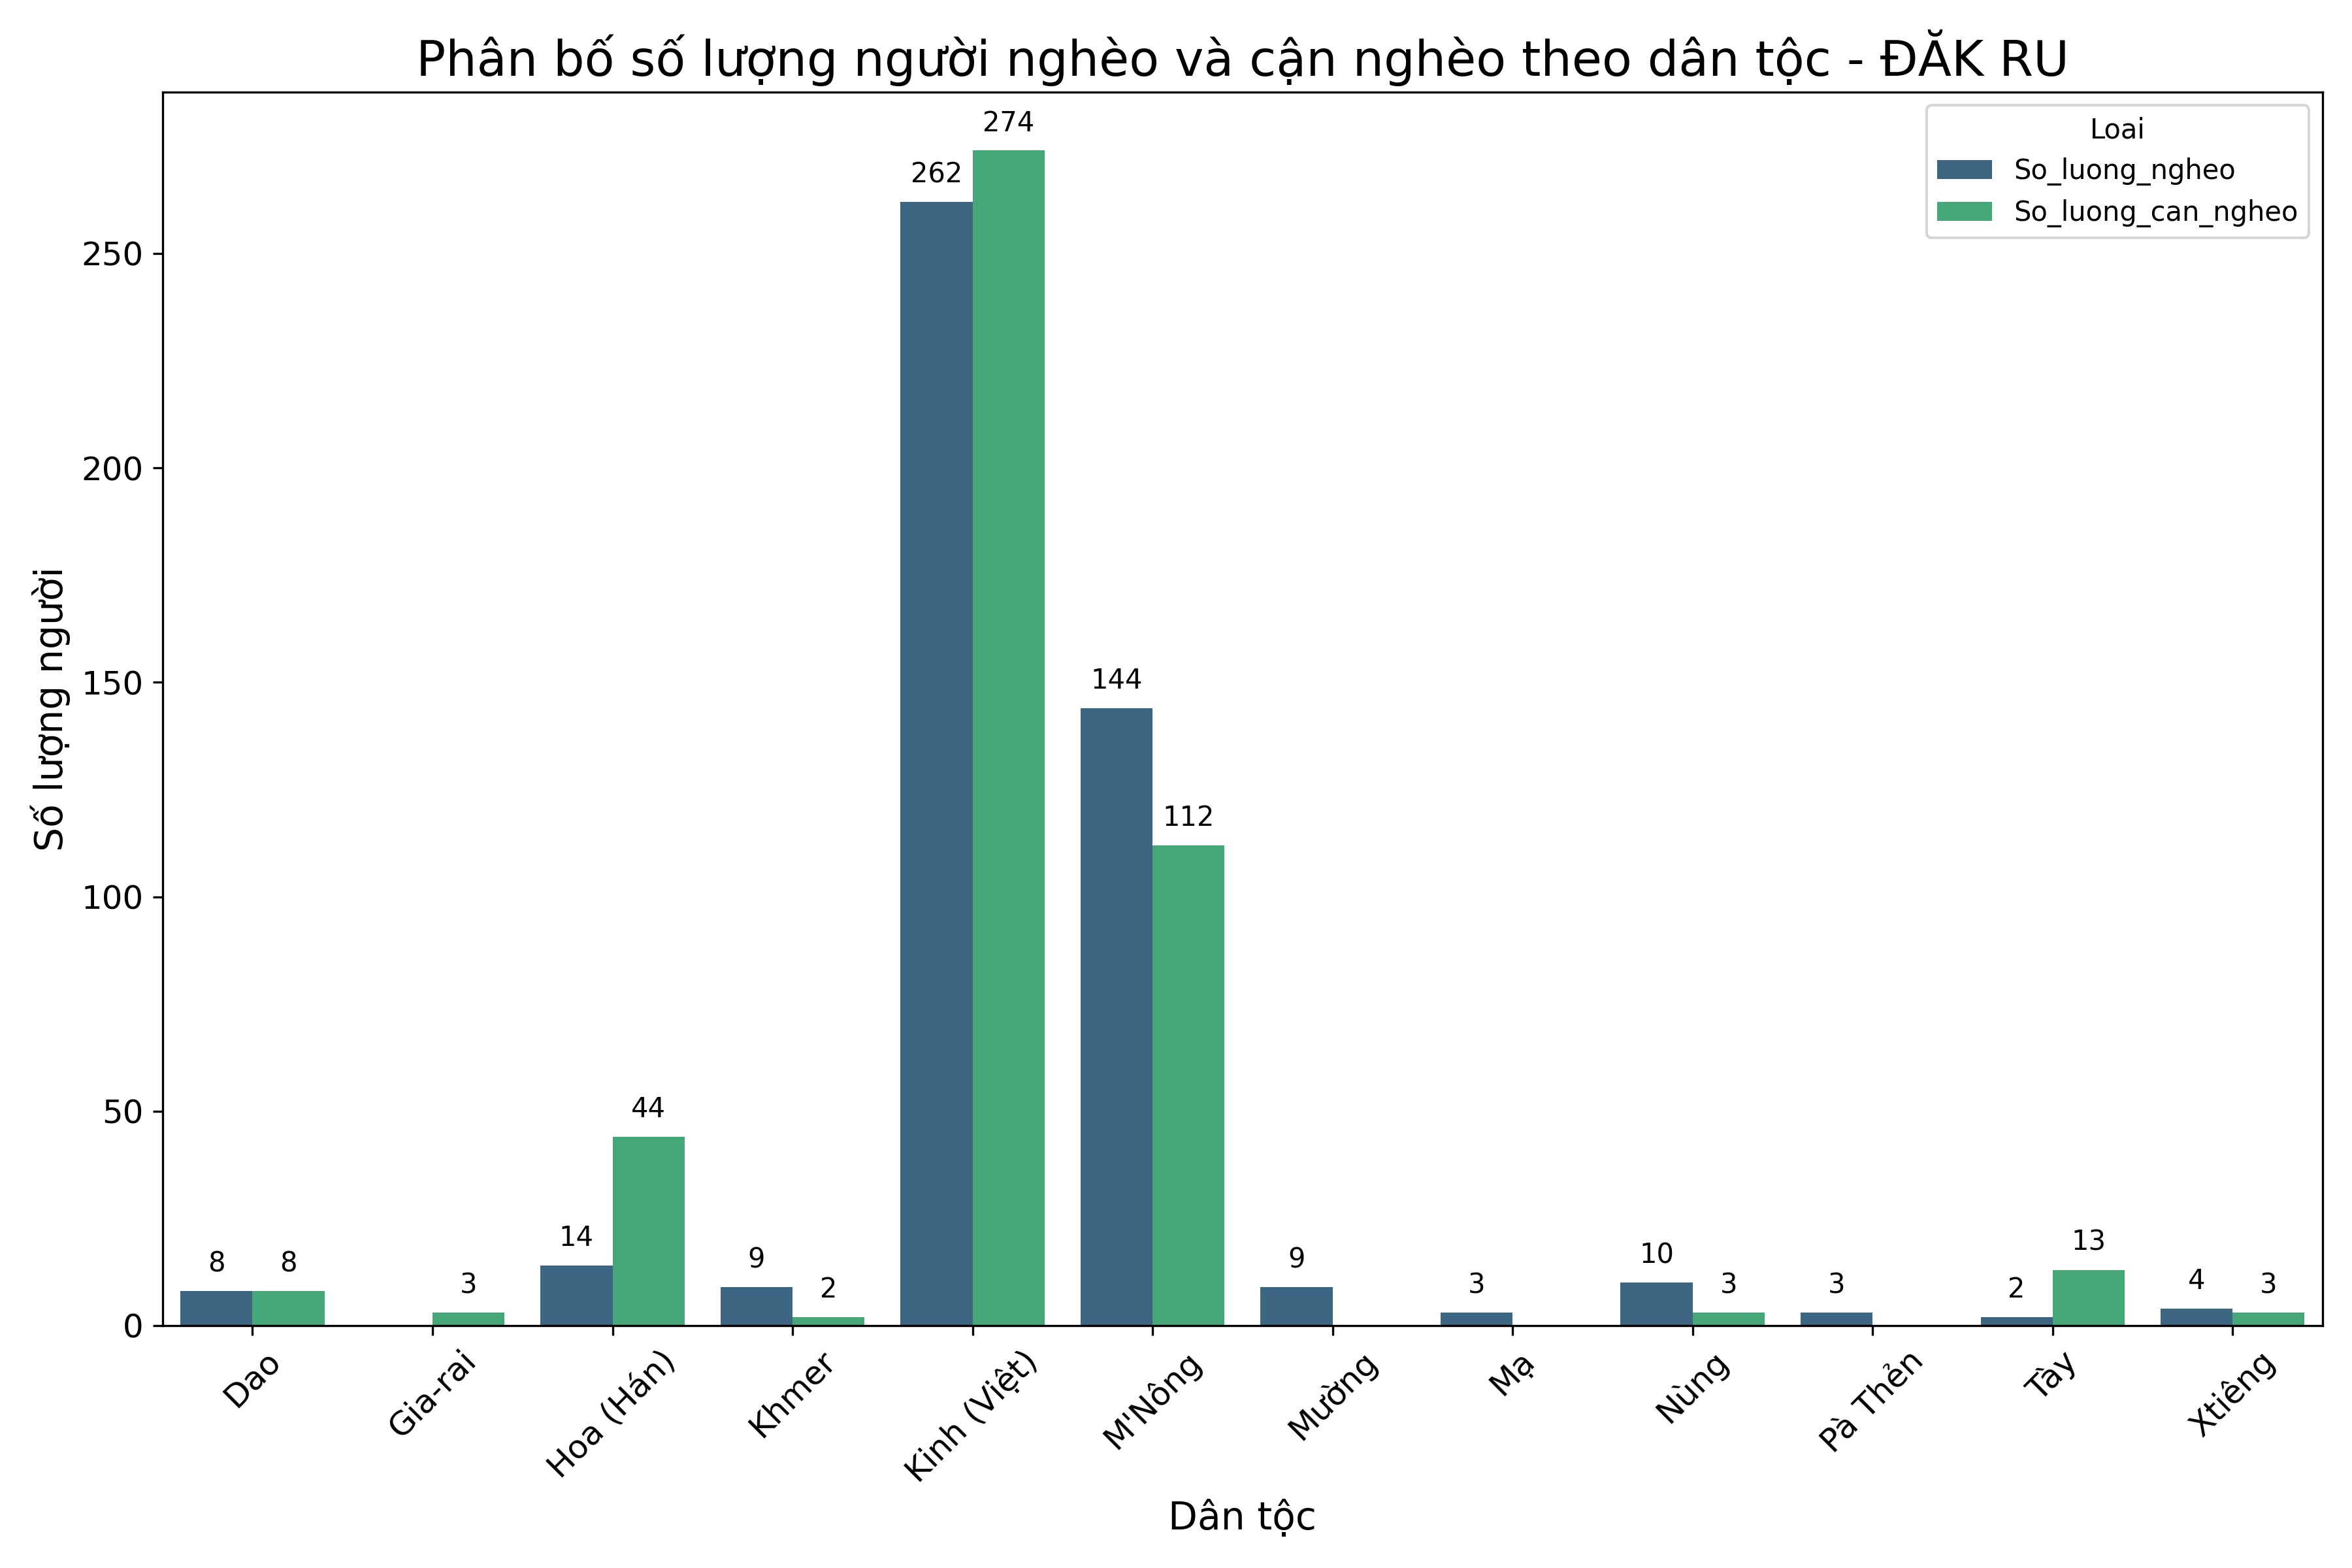 Phân bố số lượng người nghèo và cận nghèo theo dân tộc - ĐĂK RU
Loai
So_luong_ngheo
So_luong_can_ngheo
Số lượng người
250
200
150
100
50
0
8
8
3
14
44
9
2
262
274
144
112
9
3
10
3
3
2
13
4
3
Dao
Gia-rai
Hoa (Hán)
Khmer
Kinh (Việt)
M'Nông
Mường
Mạ
Nùng
Pà Thẻn
Tày
Xtiêng
Dân tộc